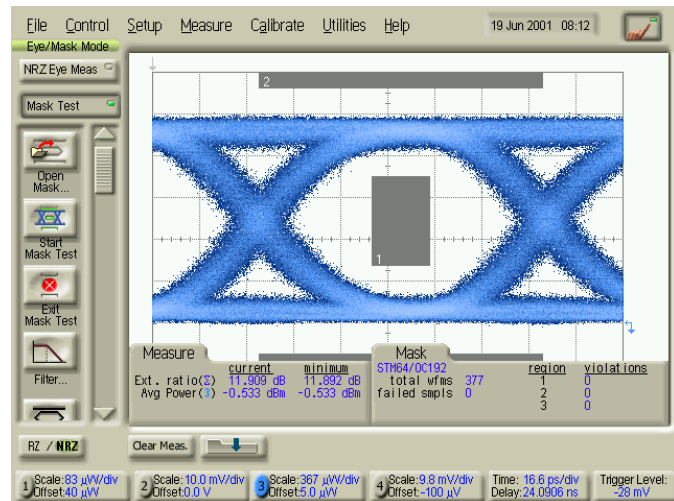 File Control Setup Measure Calibrate Utilities Help 19 Jun 2001 08:12
Eye/Mask Mode
NRZ Eye Meas
Mask Test
Open
Mask...
Start
Mask Test
Exit
Mask Test
Filter...
2
1
Measure
current minimum
Ext. ratio(Σ) 11.909 dB 11.892 dB
Avg Power(3) -0.533 dBm -0.533 dBm
Mask
STM64/OC192
total wfms 377
failed smpls 0
region violations
1 0
2 0
3 0
RZ / NRZ
Clear Meas.
1 Scale:83 µW/div
Offset:40 µW
2 Scale:10.0 mV/div
Offset:0.0 V
3 Scale:367 µW/div
Offset:5.0 µW
4 Scale:9.8 mV/div
Offset:-100 µV
Time: 16.6 ps/div
Delay:24.0906 ns
Trigger Level:
-28 mV